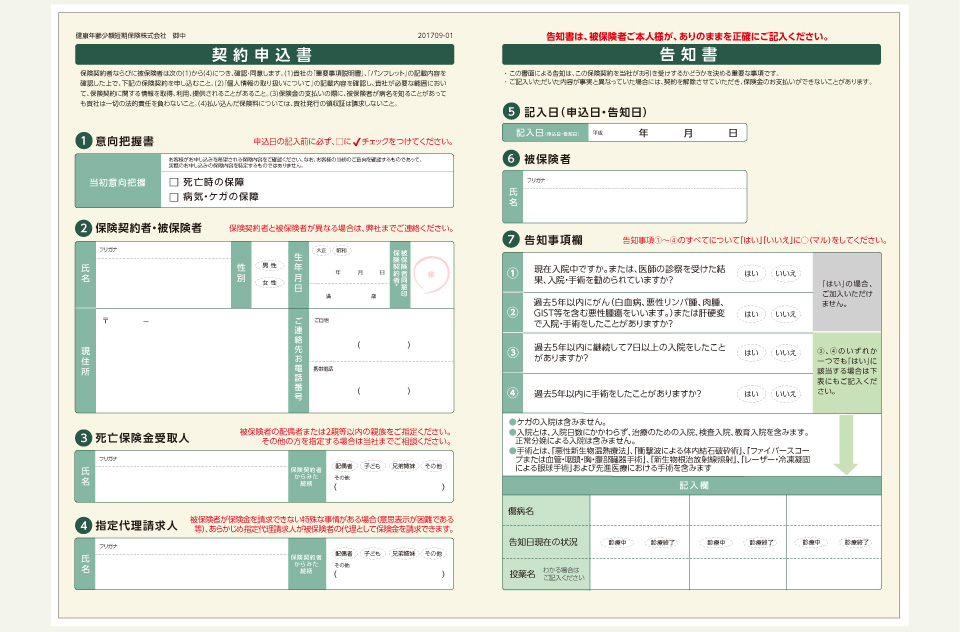 健康年齢少額短期保険株式会社 御中
201709-01
契約申込書
保険契約者ならびに被保険者は次の(1)から(4)につき、確認・同意します。(1)貴社の「重要事項説明書」、「パンフレット」の記載内容を
確認した上で、下記の保険契約を申し込むこと。(2)「個人情報の取り扱いについて」の記載内容を確認し、貴社が必要な範囲におい
て、保険契約に関する情報を取得、利用、提供されることがあること。(3)保険金の支払いの際に、被保険者が病名を知ることがあって
も貴社は一切の法的責任を負わないこと。(4)払い込んだ保険料については、貴社発行の領収証は請求しないこと。
1 意向把握書
申込日の記入前に必ず、□に✓チェックをつけてください。
当初意向把握
お客様がお申し込みを希望される保障内容をご確認ください。なお、お客様の当初のご意向を確認するものであって、
実際のお申し込みの保障内容を特定するものではありません。
□ 死亡時の保障
□ 病気・ケガの保障
2 保険契約者・被保険者
保険契約者と被保険者が異なる場合は、弊社までご連絡ください。
氏名
フリガナ
性別
男 性
女 性
生年月日
大正 昭和
年 月 日
満 歳
保険契約者・
被保険者同意印
現住所
〒 ー
ご連絡先お電話番号
ご自宅
( )
携帯電話
( )
3 死亡保険金受取人
被保険者の配偶者または2親等以内の親族をご指定ください。
その他の方を指定する場合は当社までご相談ください。
氏名
フリガナ
保険契約者
からみた
続柄
配偶者 子ども 兄弟姉妹 その他
その他
( )
4 指定代理請求人
被保険者が保険金を請求できない特殊な事情がある場合(意思表示が困難である
等)、あらかじめ指定代理請求人が被保険者の代理として保険金を請求できます。
氏名
フリガナ
保険契約者
からみた
続柄
配偶者 子ども 兄弟姉妹 その他
その他
( )
告知書は、被保険者ご本人様が、ありのままを正確にご記入ください。
告知書
・この書面による告知は、この保険契約を当社がお引き受けするかどうかを決める重要な事項です。
・ご記入いただいた内容が事実と異なっていた場合には、契約を解除させていただき、保険金のお支払いができないことがあります。
5 記入日(申込日・告知日)
記入日(申込日・告知日)
平成 年 月 日
6 被保険者
氏名
フリガナ
7 告知事項欄
告知事項①〜④のすべてについて「はい」「いいえ」に○(マル)をしてください。
① 現在入院中ですか。または、医師の診察を受けた結
果、入院・手術を勧められていますか?
はい いいえ
② 過去5年以内にがん(白血病、悪性リンパ腫、肉腫、
GIST等を含む悪性腫瘍をいいます。)または肝硬変
で入院・手術をしたことがありますか?
はい いいえ
「はい」の場合、
ご加入いただけ
ません。
③ 過去5年以内に継続して7日以上の入院をしたこと
がありますか?
はい いいえ
④ 過去5年以内に手術をしたことがありますか?
はい いいえ
③、④のいずれか
一つでも「はい」に
該当する場合は下
表にもご記入くだ
さい。
●ケガの入院は含みません。
●入院とは、入院日数にかかわらず、治療のための入院、検査入院、教育入院を含みます。
正常分娩による入院は含みません。
●手術とは、「悪性新生物温熱療法」、「衝撃波による体内結石破砕術」、「ファイバースコー
プまたは血管・咽頭・胸・腹部臓器手術」、「新生物根治放射線照射」、「レーザー・冷凍凝固
による眼球手術」および先進医療における手術を含みます
記入欄
傷病名
告知日現在の状況
診療中 診療終了 診療中 診療終了 診療中 診療終了
投薬名
わかる場合は
ご記入ください